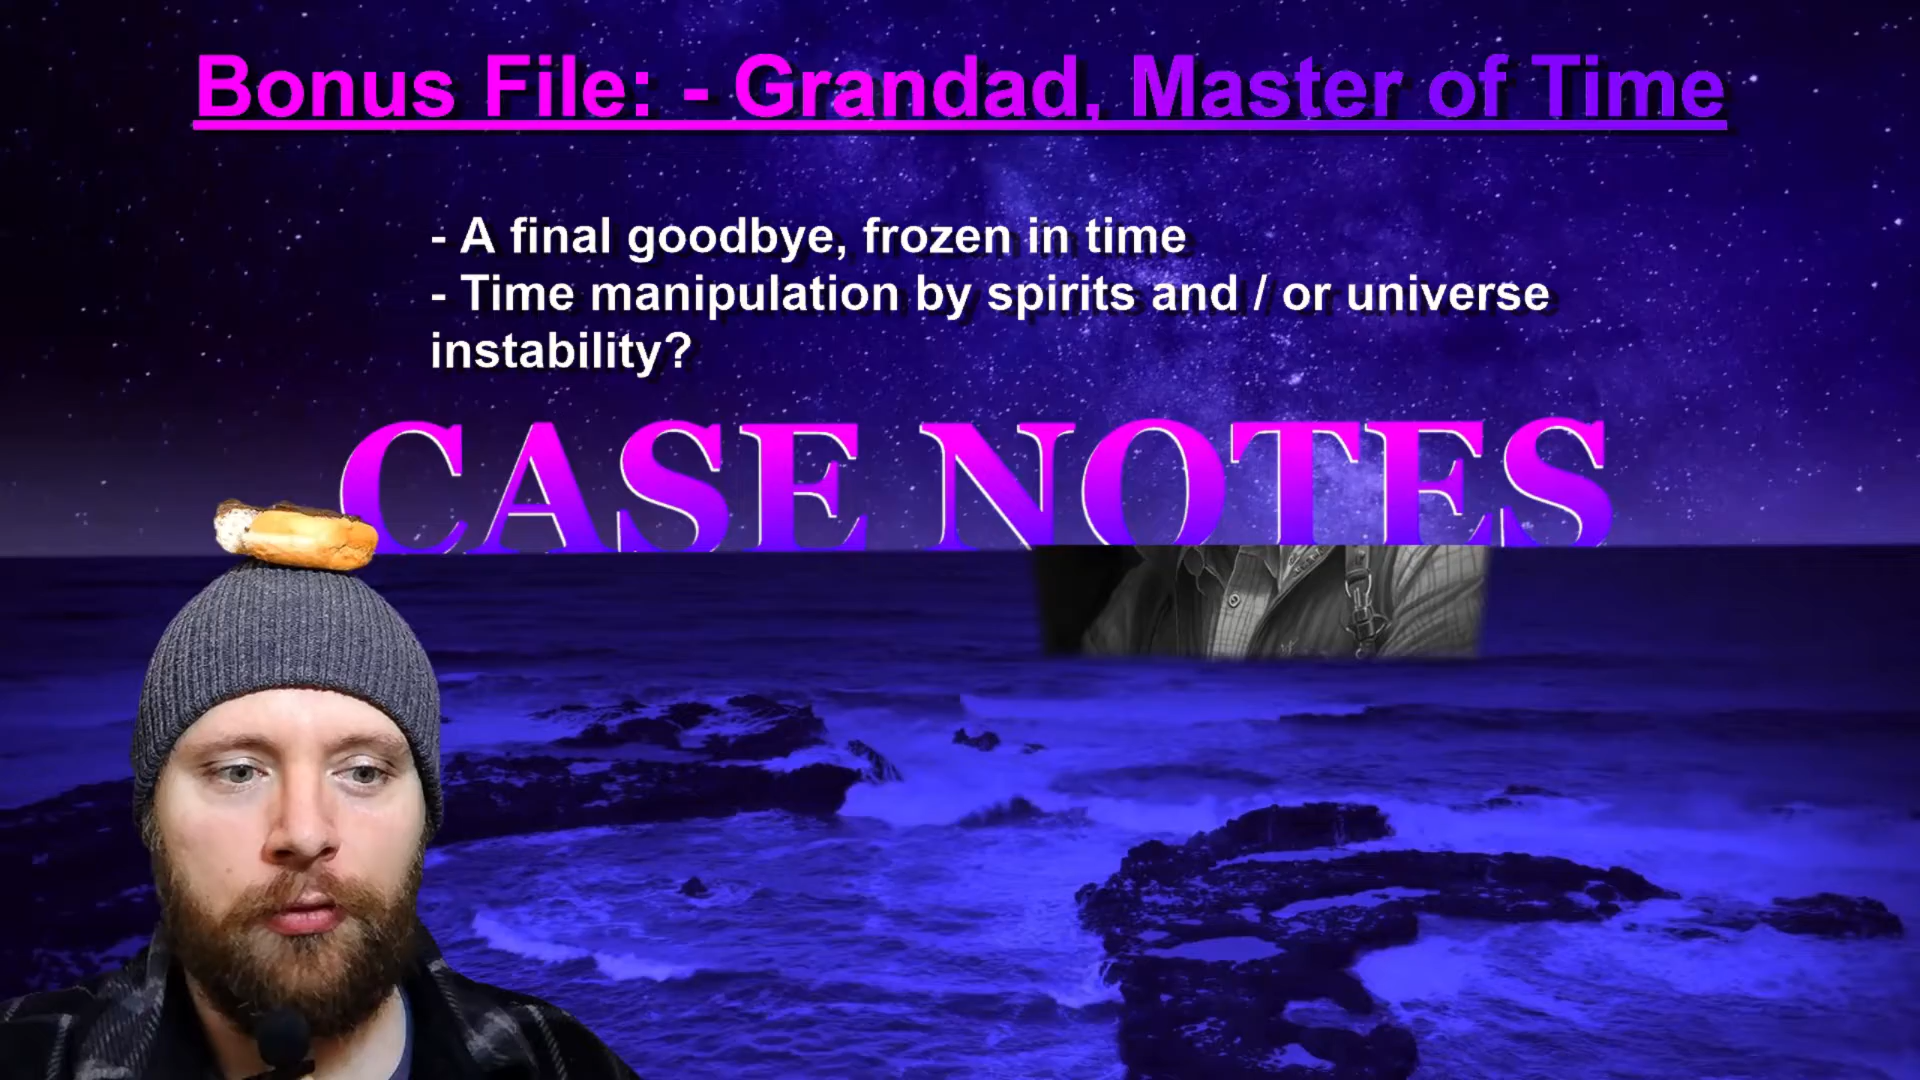 Bonus File: - Grandad, Master of Time
- A final goodbye, frozen in time
- Time manipulation by spirits and / or universe
instability?
CASE NOTES